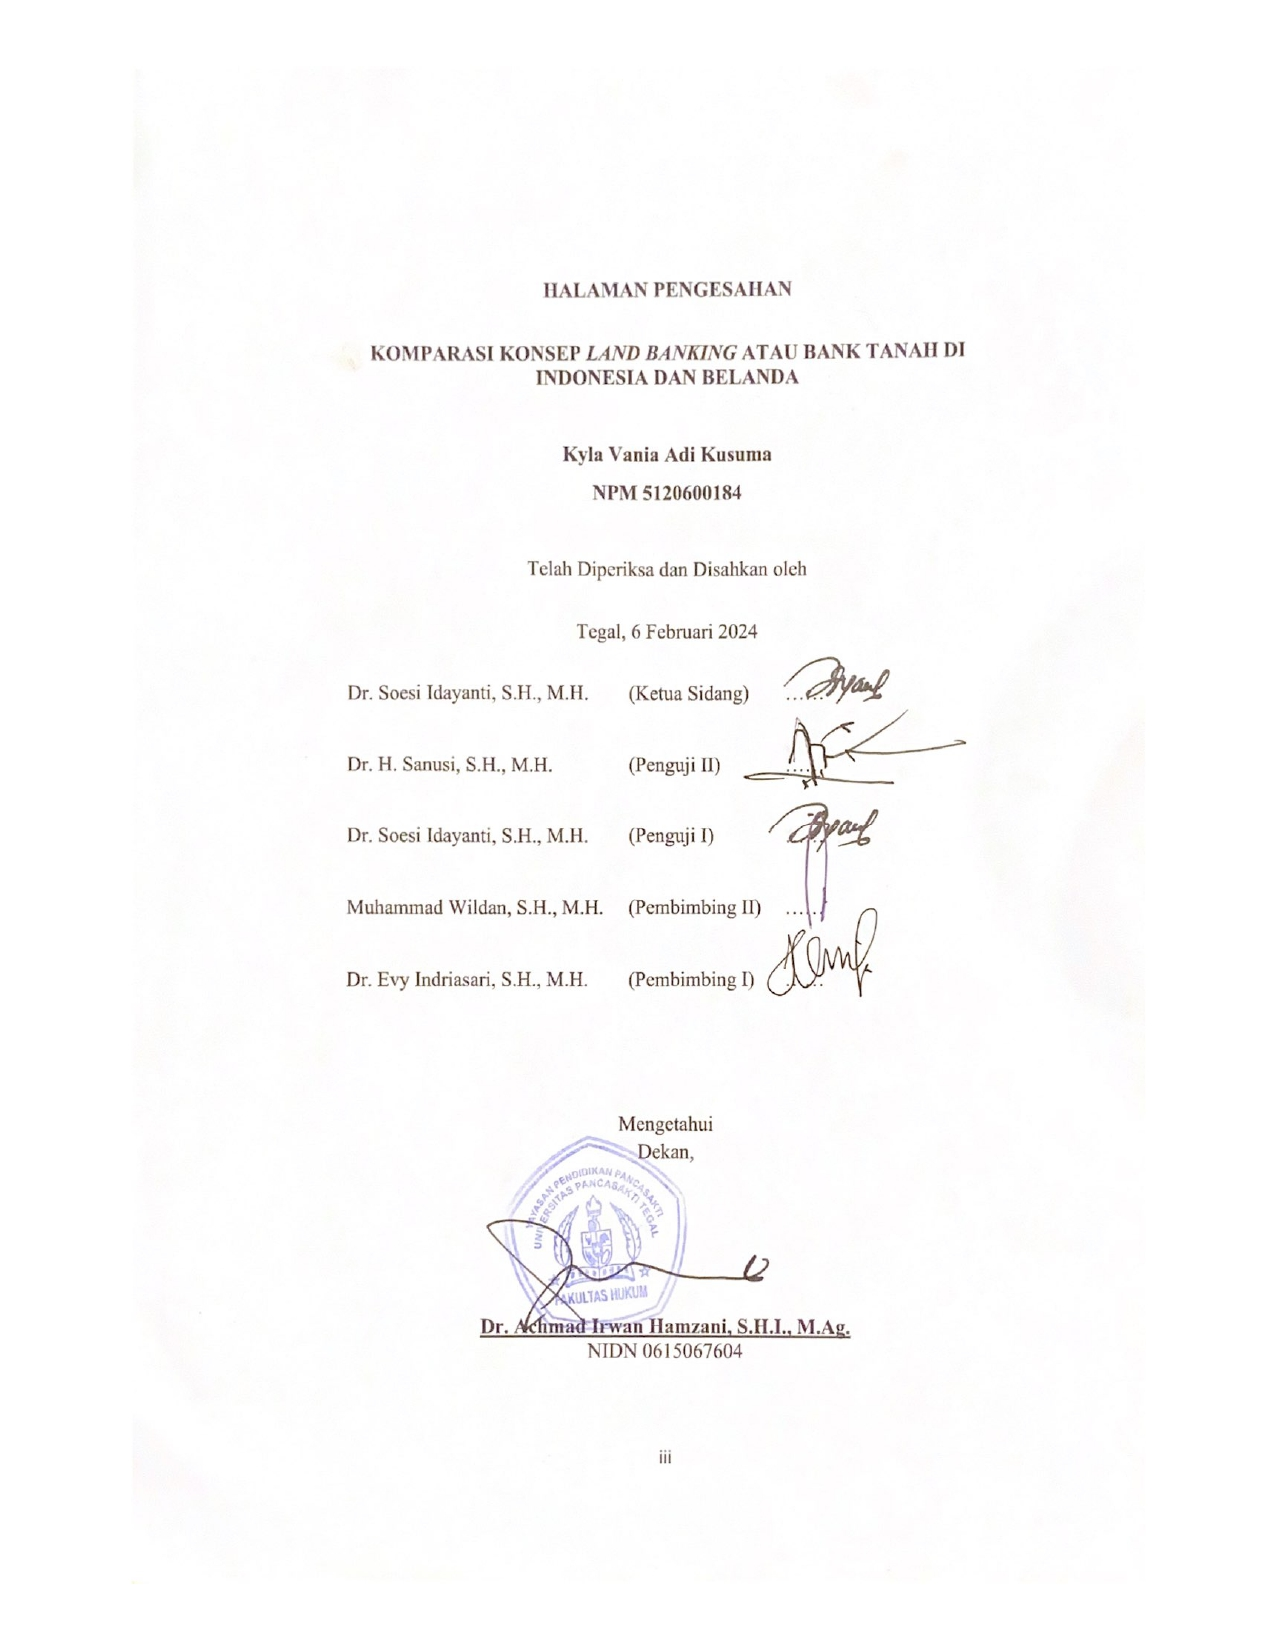 HALAMAN PENGESAHAN
KOMPARASI KONSEP LAND BANKING ATAU BANK TANAH DI
INDONESIA DAN BELANDA
Kyla Vania Adi Kusuma
NPM 5120600184
Telah Diperiksa dan Disahkan oleh
Tegal, 6 Februari 2024
Dr. Soesi Idayanti, S.H., M.H. (Ketua Sidang) ......
Dr. H. Sanusi, S.H., M.H. (Penguji II) ......
Dr. Soesi Idayanti, S.H., M.H. (Penguji I)
Muhammad Wildan, S.H., M.H. (Pembimbing II) ......
Dr. Evy Indriasari, S.H., M.H. (Pembimbing I) ......
Mengetahui
Dekan,
YAYASAN PENDIDIKAN PANCASAKTI
UNIVERSITAS PANCASAKTI TEGAL
FAKULTAS HUKUM
Dr. Achmad Irwan Hamzani, S.H.I., M.Ag.
NIDN 0615067604
iii